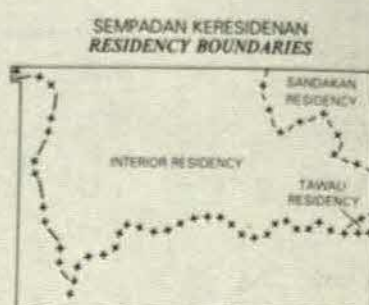 SEMPADAN KERESIDENAN
RESIDENCY BOUNDARIES
SANDAKAN
RESIDENCY
INTERIOR RESIDENCY
TAWAU
RESIDENCY